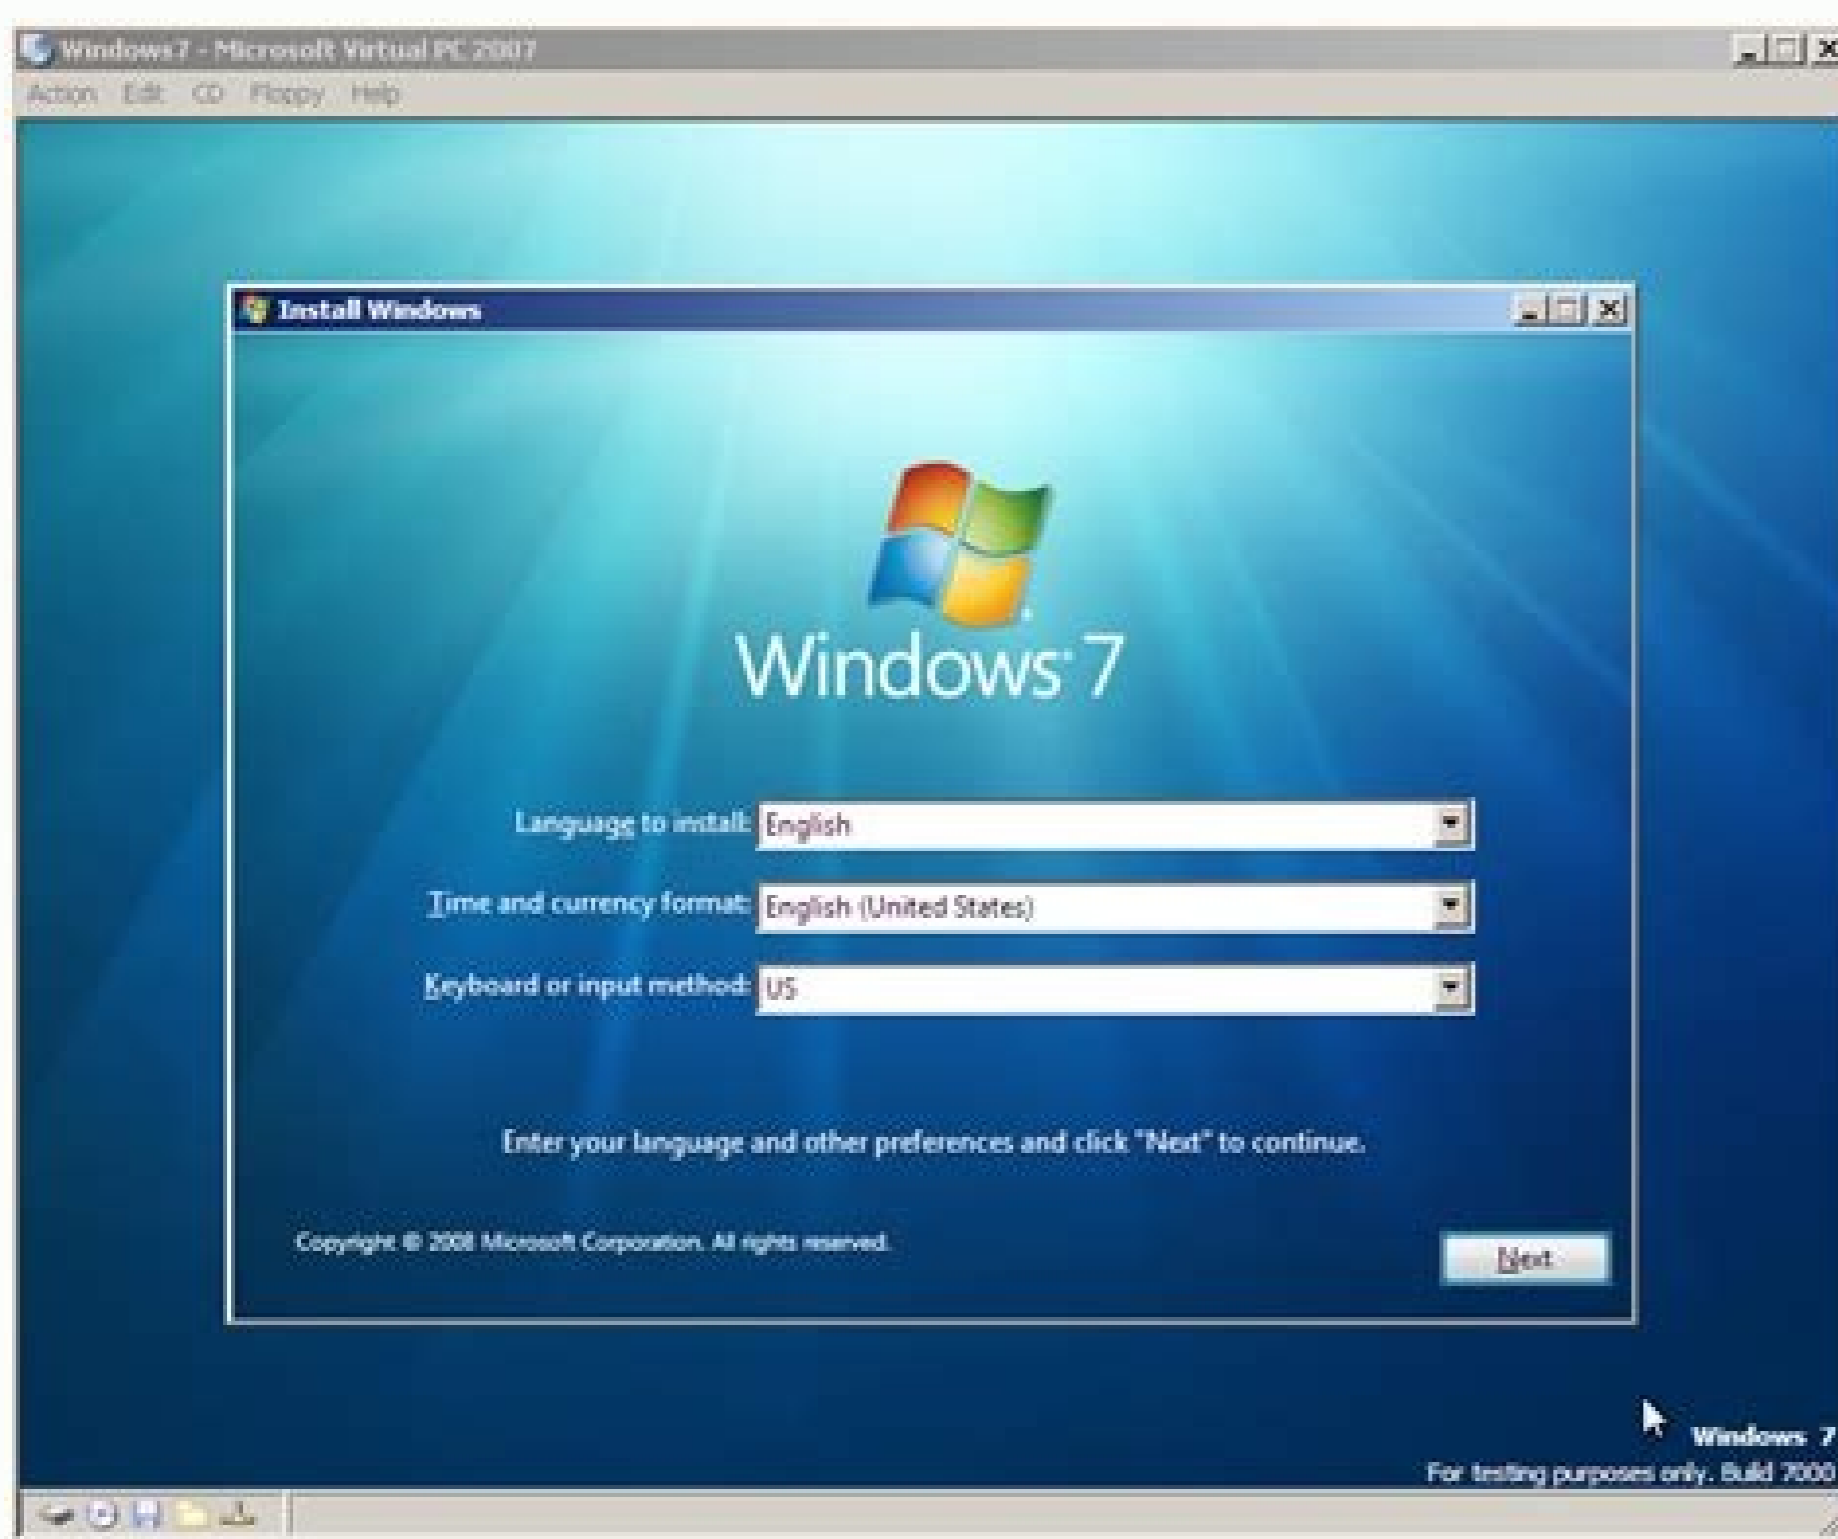 Windows7 - Microsoft Virtual PC 2007
Action Edit CD Floppy Help
Install Windows
Windows 7
Language to install: English
Time and currency format: English (United States)
Keyboard or input method: US
Enter your language and other preferences and click "Next" to continue.
Copyright © 2008 Microsoft Corporation. All rights reserved.
Next
Windows 7
For testing purposes only. Build 7000